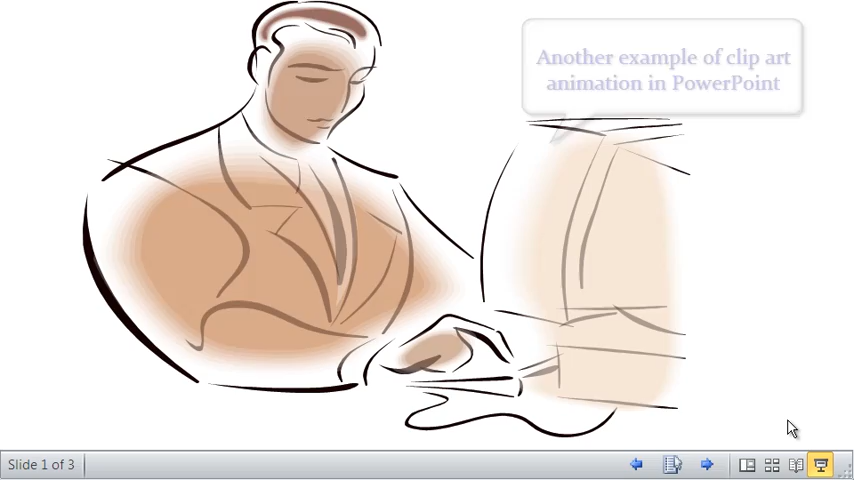 Another example of clip art
animation in PowerPoint
Slide 1 of 3